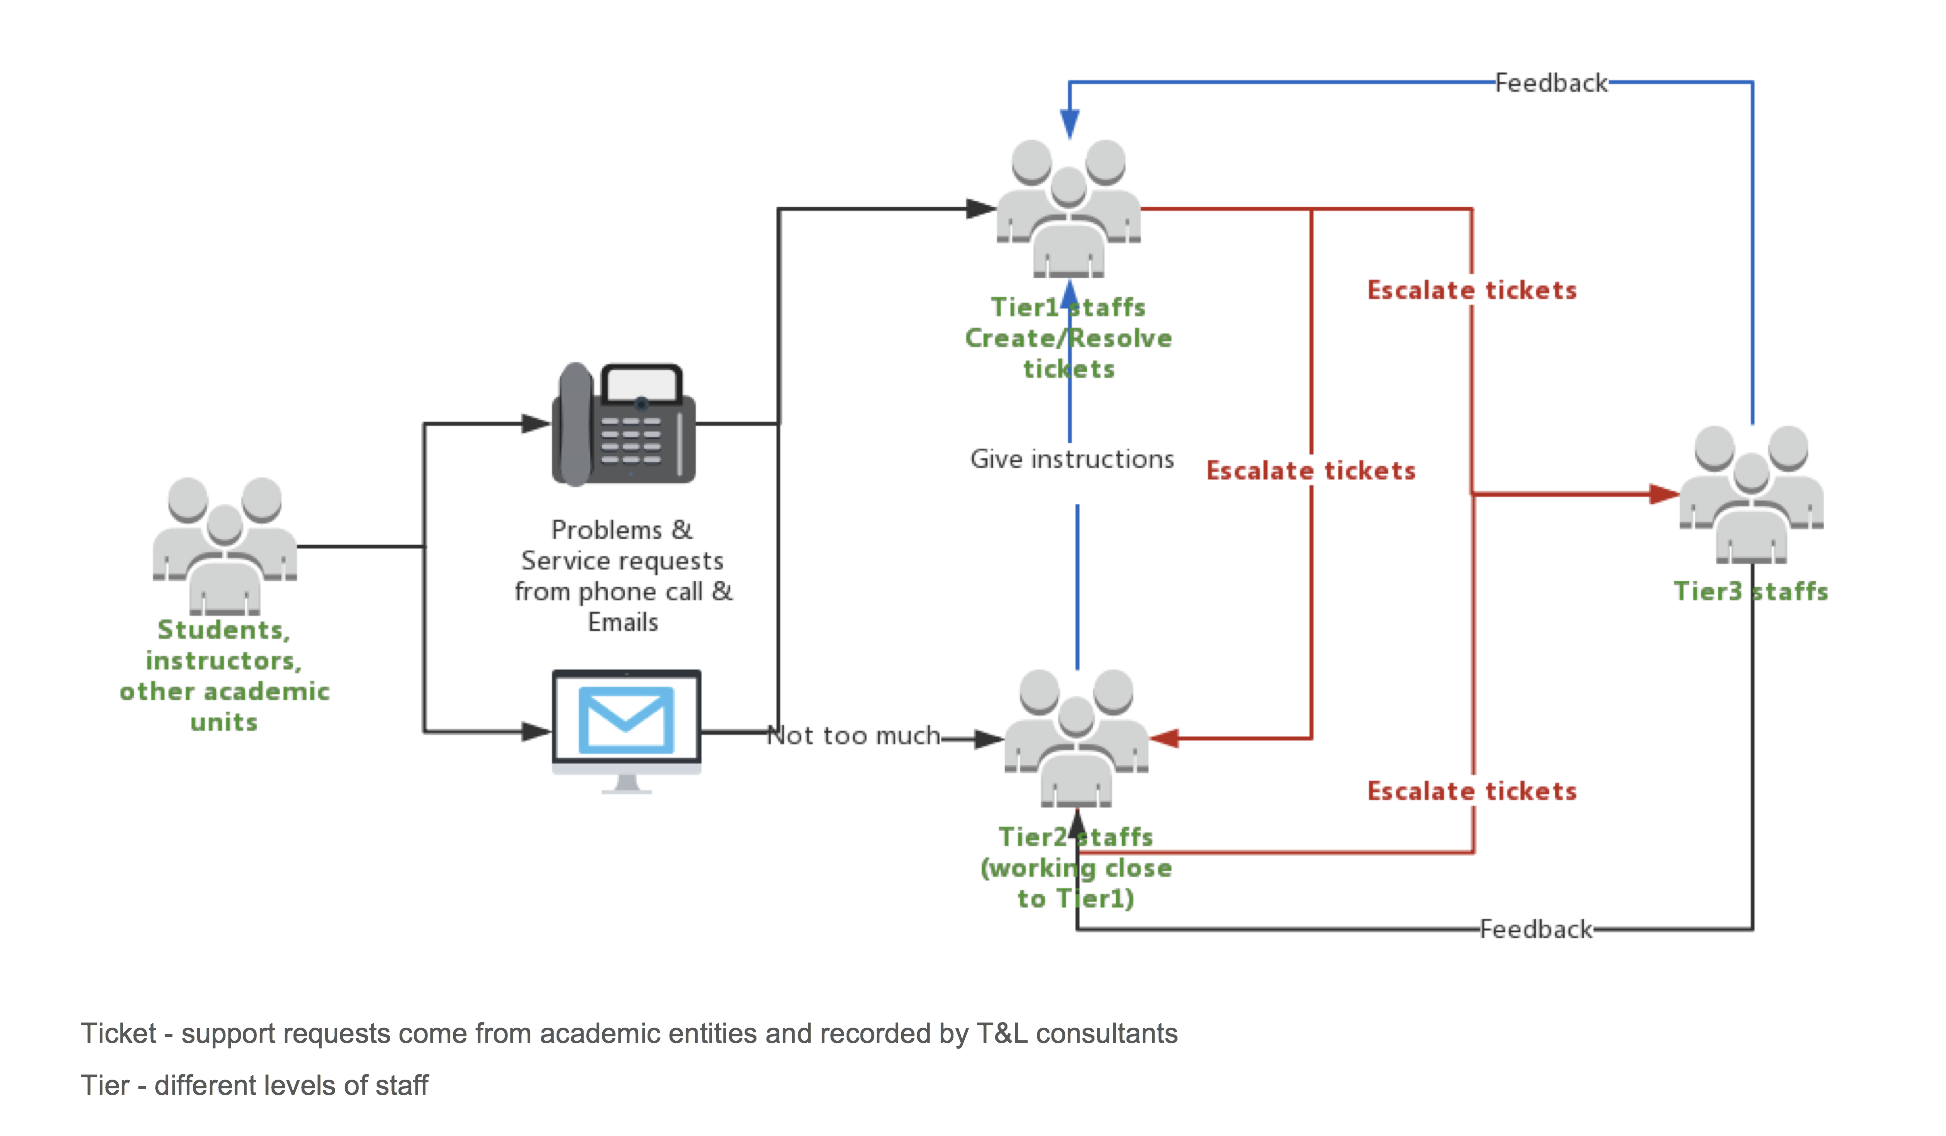 Feedback
Tier1 staffs
Create/Resolve
tickets
Escalate tickets
Give instructions
Escalate tickets
Problems &
Service requests
from phone call &
Emails
Students,
instructors,
other academic
units
Tier3 staffs
Not too much
Escalate tickets
Tier2 staffs
(working close
to Tier1)
Feedback
Ticket - support requests come from academic entities and recorded by T&L consultants
Tier - different levels of staff